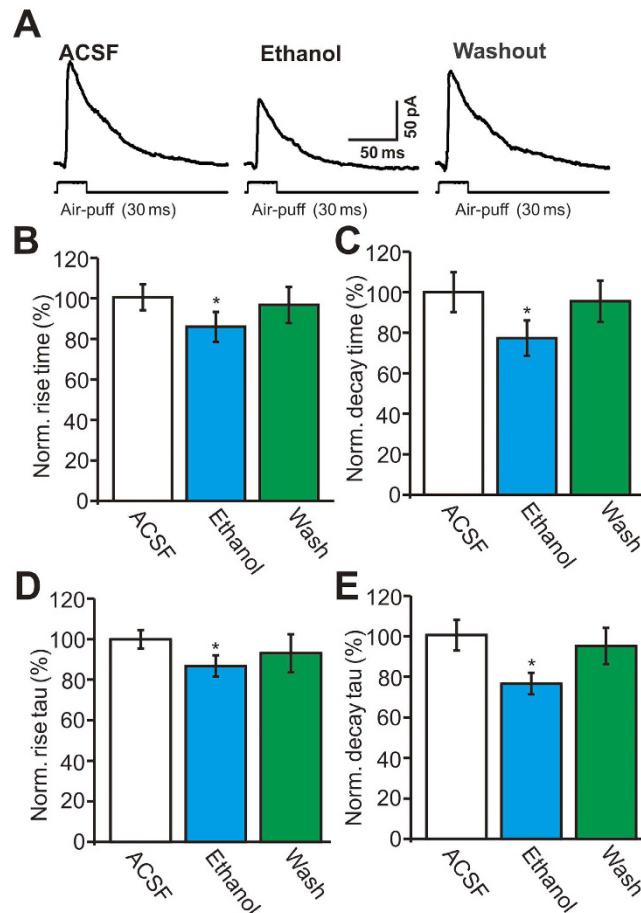 A
ACSF Ethanol Washout
50 pA
50 ms
Air-puff (30 ms) Air-puff (30 ms) Air-puff (30 ms)
B
120
100
80
60
40
20
0
Norm. rise time (%)
*
ACSF Ethanol Wash
C
120
100
80
60
40
20
0
Norm. decay time (%)
*
ACSF Ethanol Wash
D
120
100
80
60
40
20
0
Norm. rise tau (%)
*
ACSF Ethanol Wash
E
120
100
80
60
40
20
0
Norm. decay tau (%)
*
ACSF Ethanol Wash